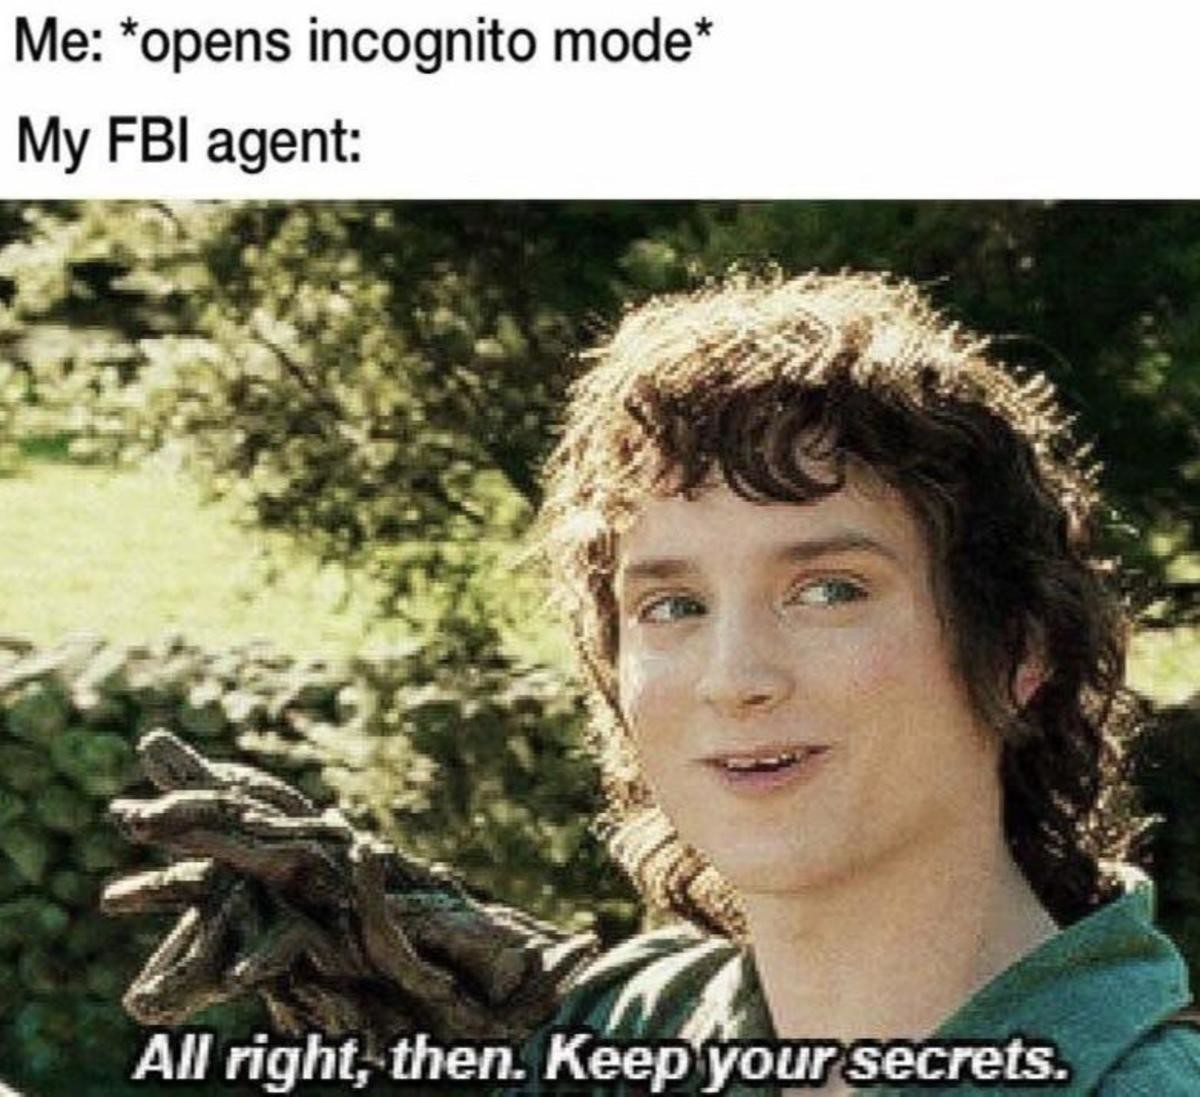 Me: *opens incognito mode*
My FBI agent:
All right, then. Keep your secrets.